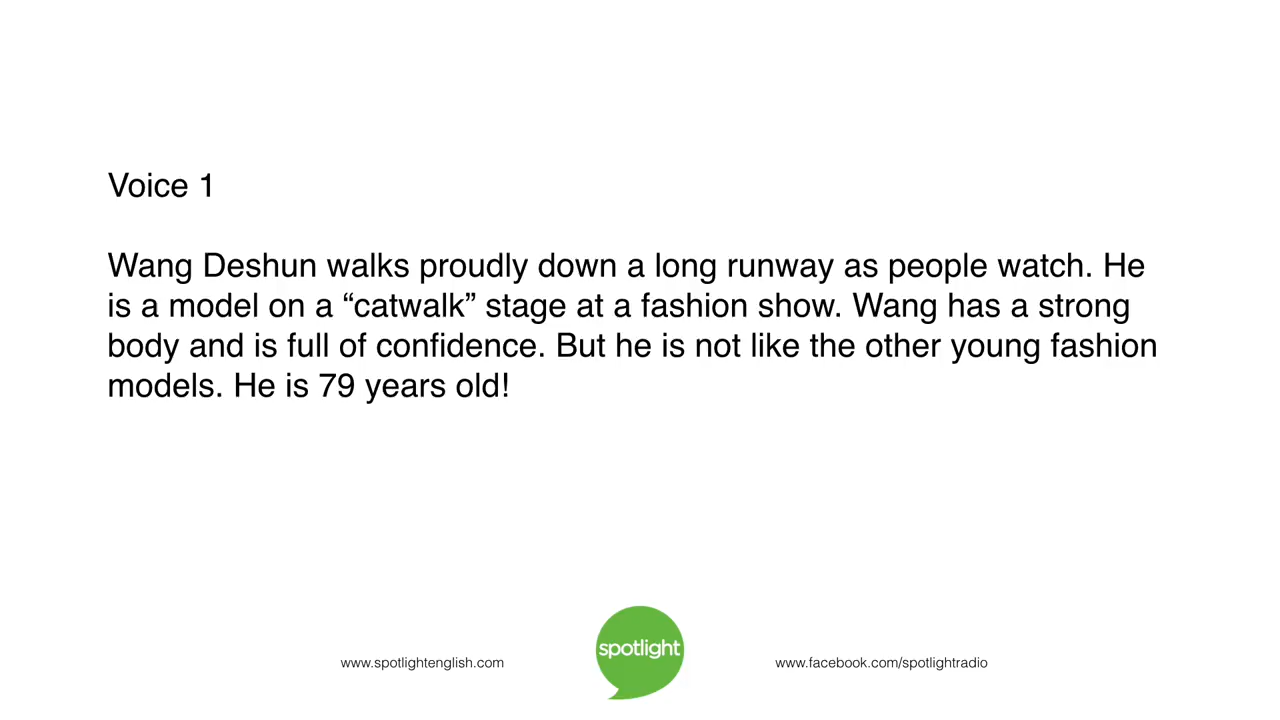 Voice 1
Wang Deshun walks proudly down a long runway as people watch. He
is a model on a “catwalk” stage at a fashion show. Wang has a strong
body and is full of confidence. But he is not like the other young fashion
models. He is 79 years old!
spotlight
www.spotlightenglish.com
www.facebook.com/spotlightradio